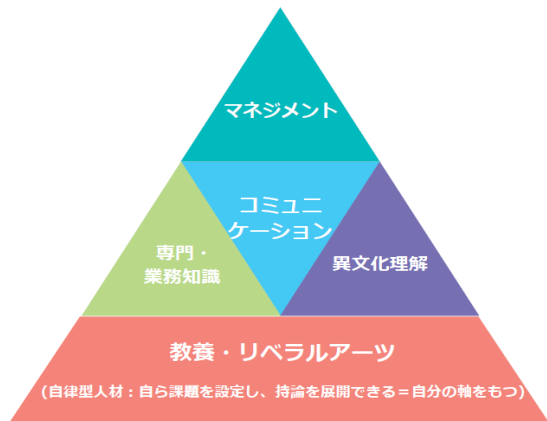 マネジメント
コミュニ
ケーション
専門・
業務知識
異文化理解
教養・リベラルアーツ
(自律型人材：自ら課題を設定し、持論を展開できる＝自分の軸をもつ)